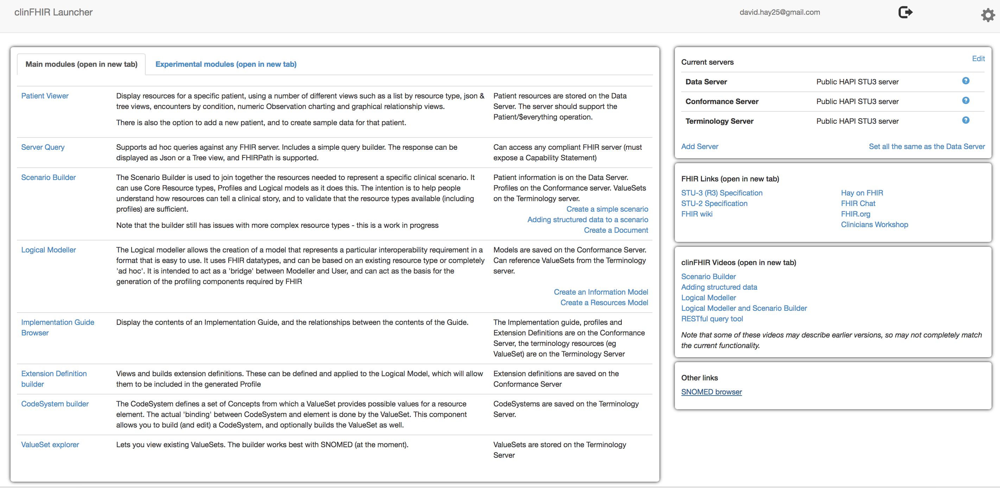 clinFHIR Launcher
david.hay25@gmail.com
Main modules (open in new tab)
Experimental modules (open in new tab)
Patient Viewer
Display resources for a specific patient, using a number of different views such as a list by resource type, json &
tree views, encounters by condition, numeric Observation charting and graphical relationship views.
There is also the option to add a new patient, and to create sample data for that patient.
Patient resources are stored on the Data
Server. The server should support the
Patient/$everything operation.
Server Query
Supports ad hoc queries against any FHIR server. Includes a simple query builder. The response can be
displayed as Json or a Tree view, and FHIRPath is supported.
Can access any compliant FHIR server (must
expose a Capability Statement)
Scenario Builder
The Scenario Builder is used to join together the resources needed to represent a specific clinical scenario. It
can use Core Resource types, Profiles and Logical models as it does this. The intention is to help people
understand how resources can tell a clinical story, and to validate that the resource types available (including
profiles) are sufficient.
Note that the builder still has issues with more complex resource types - this is a work in progress
Patient information is on the Data Server.
Profiles on the Conformance server. ValueSets
on the Terminology server.
Create a simple scenario
Adding structured data to a scenario
Create a Document
Logical Modeller
The Logical modeller allows the creation of a model that represents a particular interoperability requirement in a
format that is easy to use. It uses FHIR datatypes, and can be based on an existing resource type or completely
'ad hoc'. It is intended to act as a 'bridge' between Modeller and User, and can act as the basis for the
generation of the profiling components required by FHIR
Models are saved on the Conformance Server.
Can reference ValueSets from the Terminology
server.
Create an Information Model
Create a Resources Model
Implementation Guide
Browser
Display the contents of an Implementation Guide, and the relationships between the contents of the Guide.
The Implementation guide, profiles and
Extension Definitions are on the Conformance
Server, the terminology resources (eg
ValueSet) are on the Terminology Server
Extension Definition
builder
Views and builds extension definitions. These can be defined and applied to the Logical Model, which will allow
them to be included in the generated Profile
Extension definitions are saved on the
Conformance Server
CodeSystem builder
The CodeSystem defines a set of Concepts from which a ValueSet provides possible values for a resource
element. The actual 'binding' between CodeSystem and element is done by the ValueSet. This component
allows you to build (and edit) a CodeSystem, and optionally builds the ValueSet as well.
CodeSystems are saved on the Terminology
Server.
ValueSet explorer
Lets you view existing ValueSets. The builder works best with SNOMED (at the moment).
ValueSets are stored on the Terminology
Server
Current servers
Edit
Data Server
Public HAPI STU3 server
?
Conformance Server
Public HAPI STU3 server
?
Terminology Server
Public HAPI STU3 server
?
Add Server
Set all the same as the Data Server
FHIR Links (open in new tab)
STU-3 (R3) Specification
STU-2 Specification
FHIR wiki
Hay on FHIR
FHIR Chat
FHIR.org
Clinicians Workshop
clinFHIR Videos (open in new tab)
Scenario Builder
Adding structured data
Logical Modeller
Logical Modeller and Scenario Builder
RESTful query tool
Note that some of these videos may describe earlier versions, so may not completely match
the current functionality.
Other links
SNOMED browser